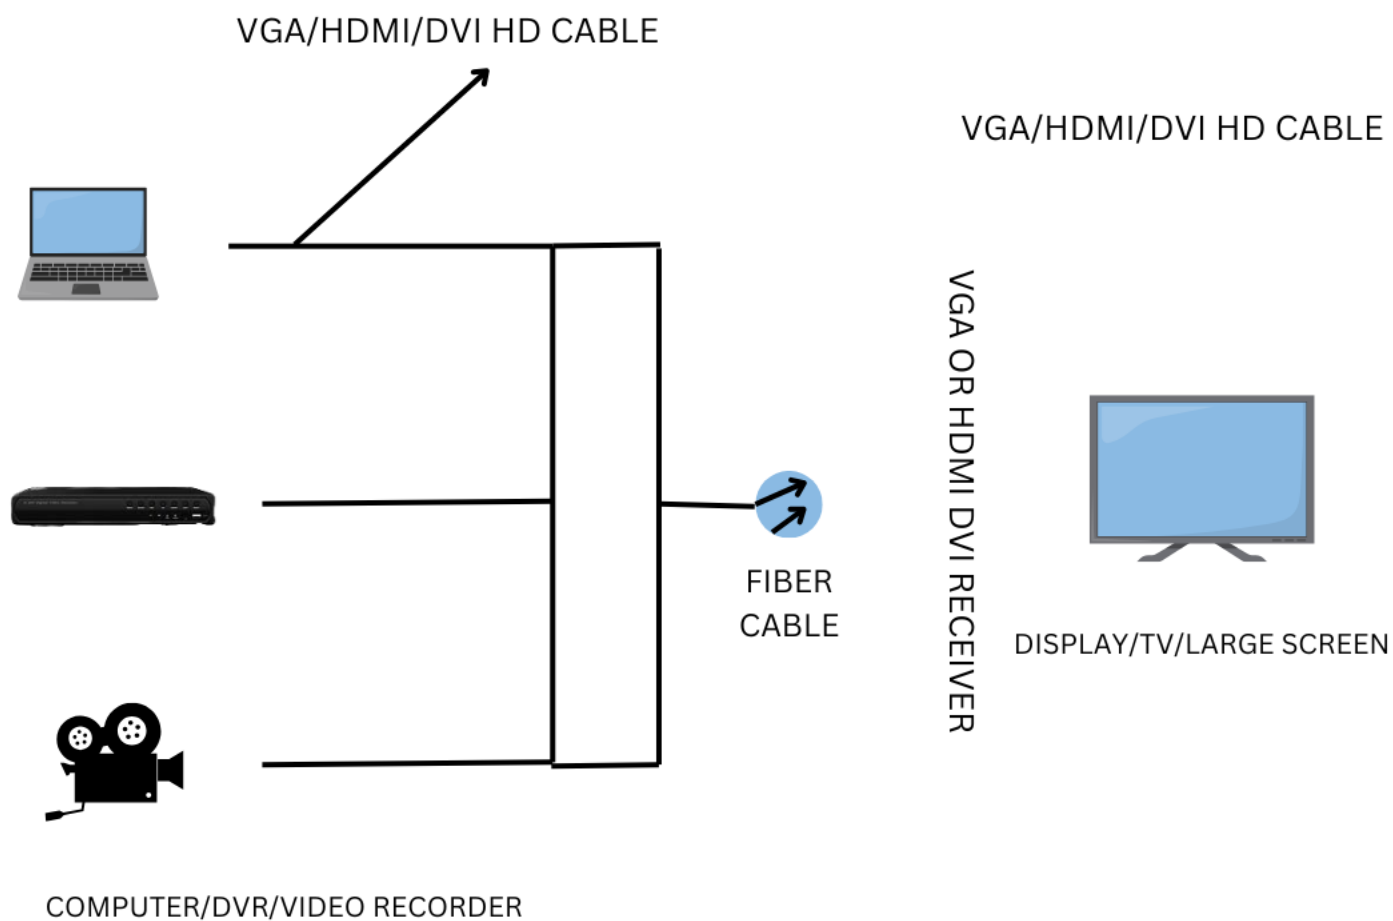 VGA/HDMI/DVI HD CABLE
VGA/HDMI/DVI HD CABLE
VGA OR HDMI DVI RECEIVER
FIBER
CABLE
DISPLAY/TV/LARGE SCREEN
COMPUTER/DVR/VIDEO RECORDER